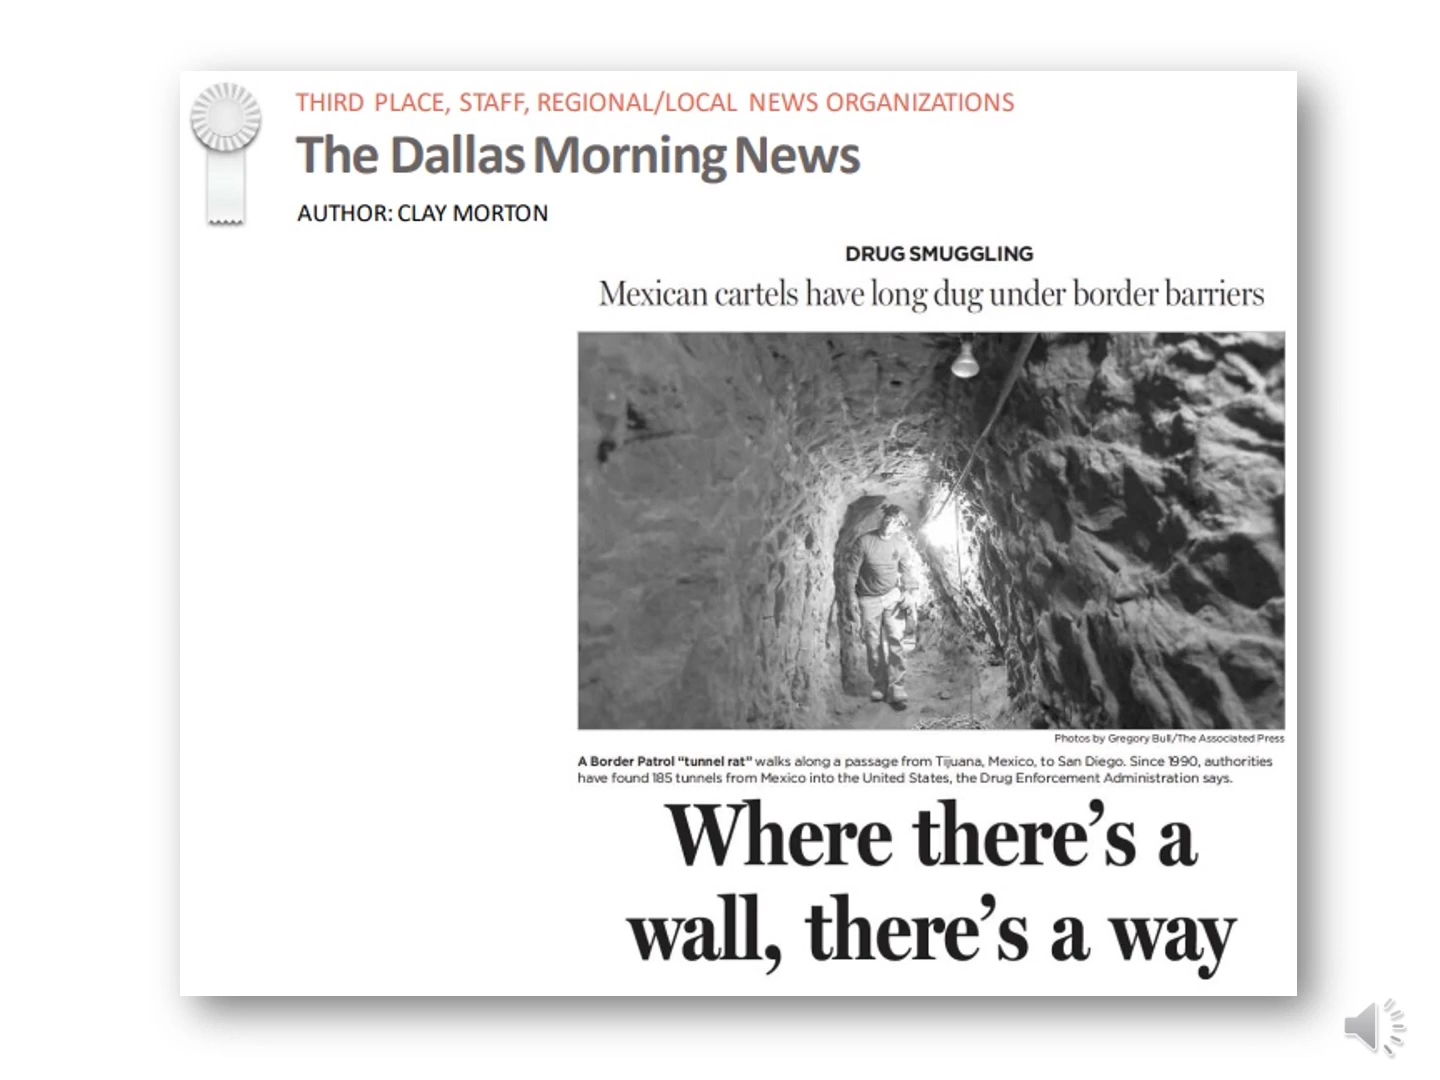 THIRD PLACE, STAFF, REGIONAL/LOCAL NEWS ORGANIZATIONS
The Dallas Morning News
AUTHOR: CLAY MORTON
DRUG SMUGGLING
Mexican cartels have long dug under border barriers
Photos by Gregory Bull/The Associated Press
A Border Patrol “tunnel rat” walks along a passage from Tijuana, Mexico, to San Diego. Since 1990, authorities
have found 185 tunnels from Mexico into the United States, the Drug Enforcement Administration says.
Where there’s a
wall, there’s a way